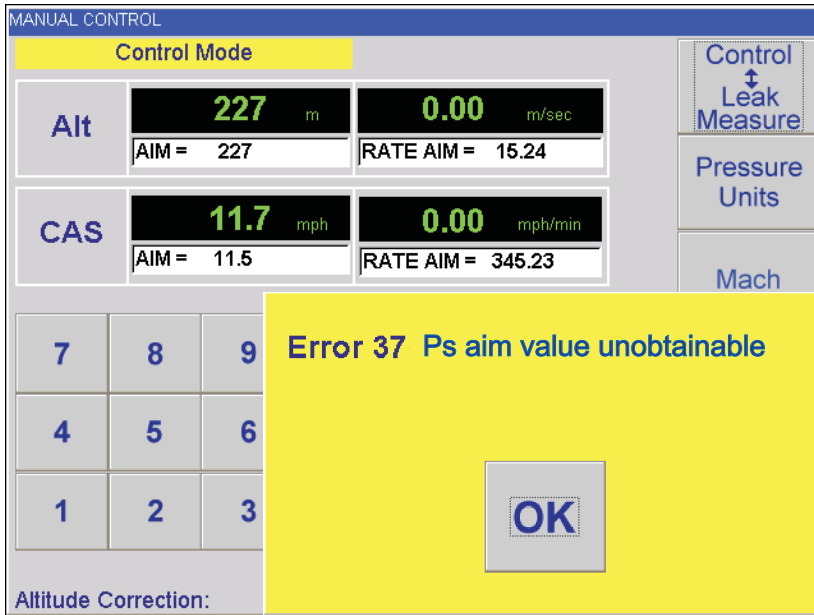 MANUAL CONTROL
Control Mode
Control
↕
Leak
Measure
Alt
227 m
0.00 m/sec
AIM = 227
RATE AIM = 15.24
Pressure
Units
CAS
11.7 mph
0.00 mph/min
AIM = 11.5
RATE AIM = 345.23
Mach
7 8 9
Error 37 Ps aim value unobtainable
4 5 6
1 2 3
OK
Altitude Correction: